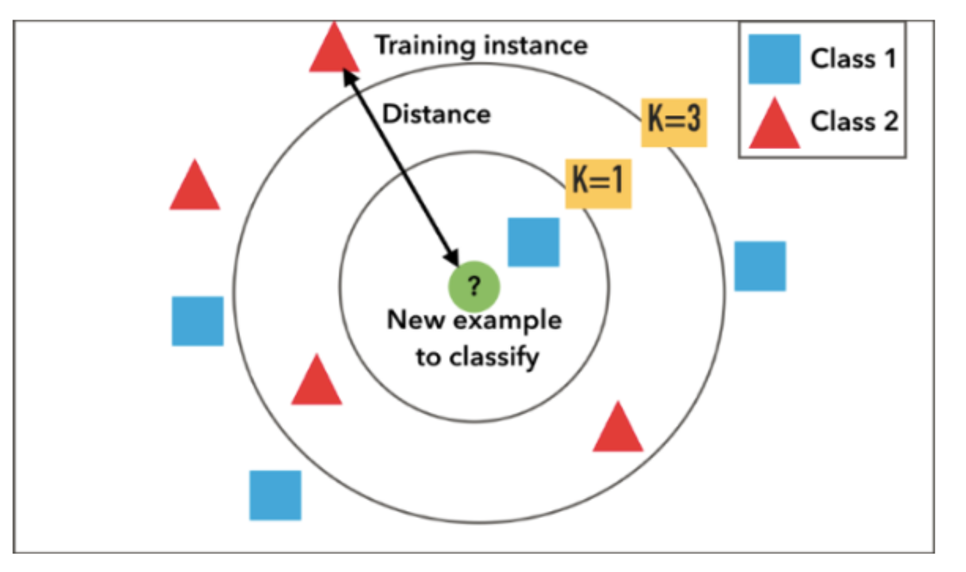 Training instance
Class 1
Distance
K=3
Class 2
K=1
?
New example
to classify